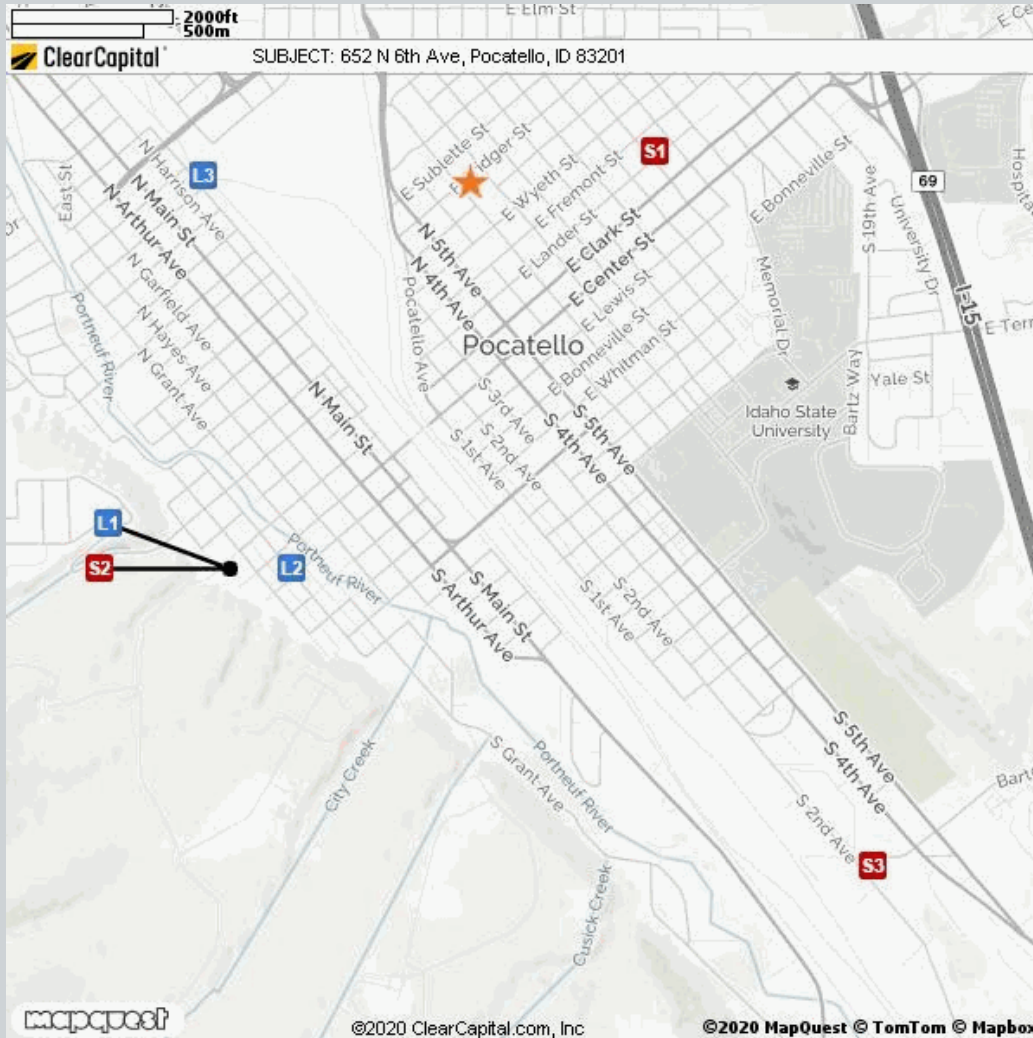 E Elm St
E Ce
2000ft
500m
ClearCapital
SUBJECT: 652 N 6th Ave, Pocatello, ID 83201
East St
N Harrison Ave
L3
E Sublette St
S1
E Wyeth St
E Fremont St
E Bonneville St
S 19th Ave
69
Hospita
N Main St
N Arthur Ave
E Lander St
E Clark St
E Center St
University Dr
Dr
N 5th Ave
N 4th Ave
Portneuf River
N Garfield Ave
N Hayes Ave
N Grant Ave
Pocatello Ave
E Lewis St
Memorial Dr
I-15
E Terr
Pocatello
E Bonneville St
E Whitman St
N Main St
S 3rd Ave
S 2nd Ave
S 1st Ave
S 5th Ave
S 4th Ave
Idaho State
University
Bartz Way
Yale St
L1
S2
L2
Portneuf River
S Main St
S Arthur Ave
S 2nd Ave
S 1st Ave
City Creek
S Grant Ave
Portneuf River
S 5th Ave
S 4th Ave
Bart
S 2nd Ave
S3
Cusick Creek
mapquest
©2020 ClearCapital.com, Inc
©2020 MapQuest © TomTom © Mapbox